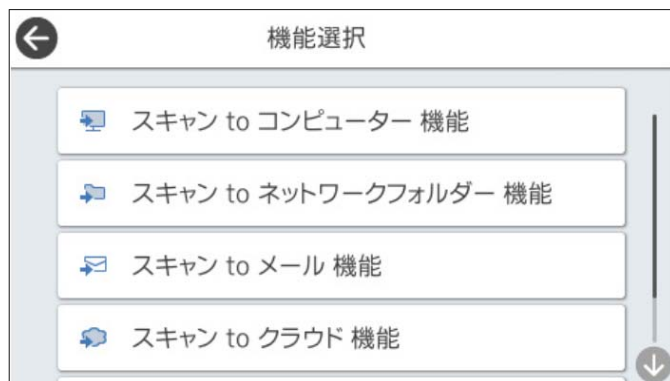 機能選択
スキャン to コンピューター 機能
スキャン to ネットワークフォルダー 機能
スキャン to メール 機能
スキャン to クラウド 機能